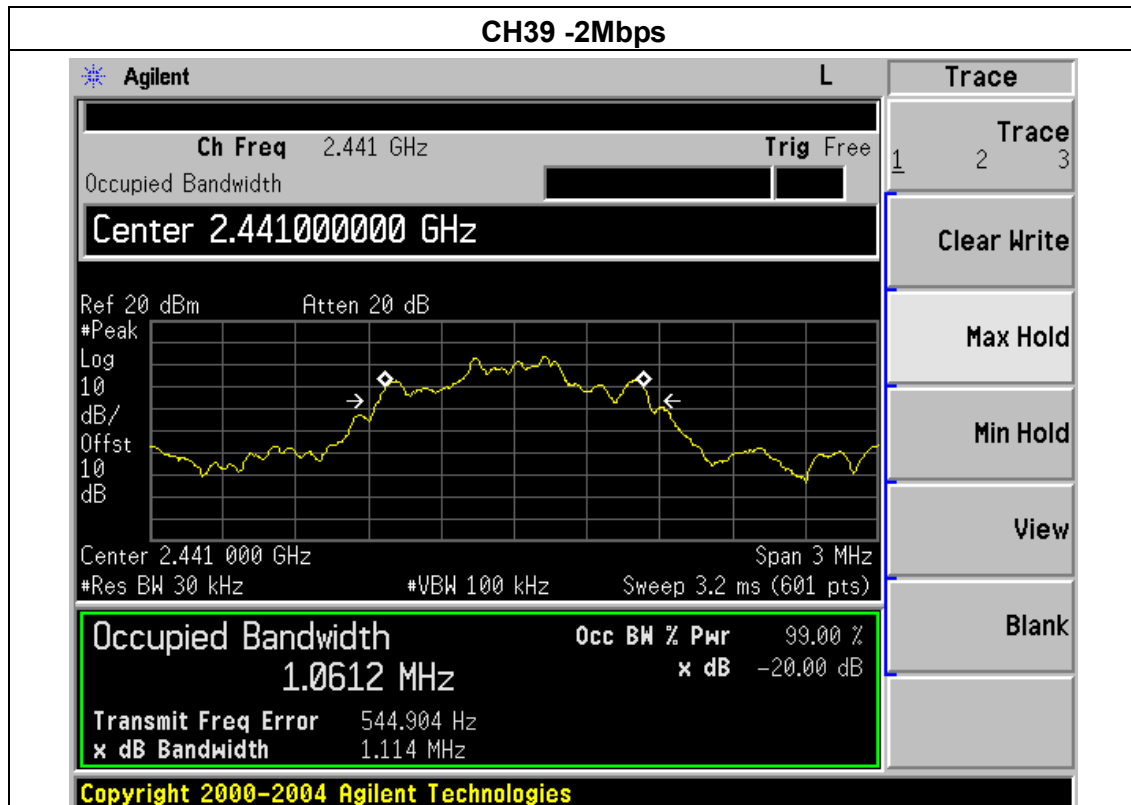 CH39 -2Mbps
Agilent L Trace
Ch Freq 2.441 GHz Trig Free
Occupied Bandwidth
Center 2.441000000 GHz
Ref 20 dBm Atten 20 dB
#Peak
Log
10
dB/
Offst
10
dB
Center 2.441 000 GHz Span 3 MHz
#Res BW 30 kHz #VBW 100 kHz Sweep 3.2 ms (601 pts)
Occupied Bandwidth
1.0612 MHz
Occ BW % Pwr 99.00 %
x dB -20.00 dB
Transmit Freq Error 544.904 Hz
x dB Bandwidth 1.114 MHz
Copyright 2000-2004 Agilent Technologies
Trace
1 2 3
Clear Write
Max Hold
Min Hold
View
Blank